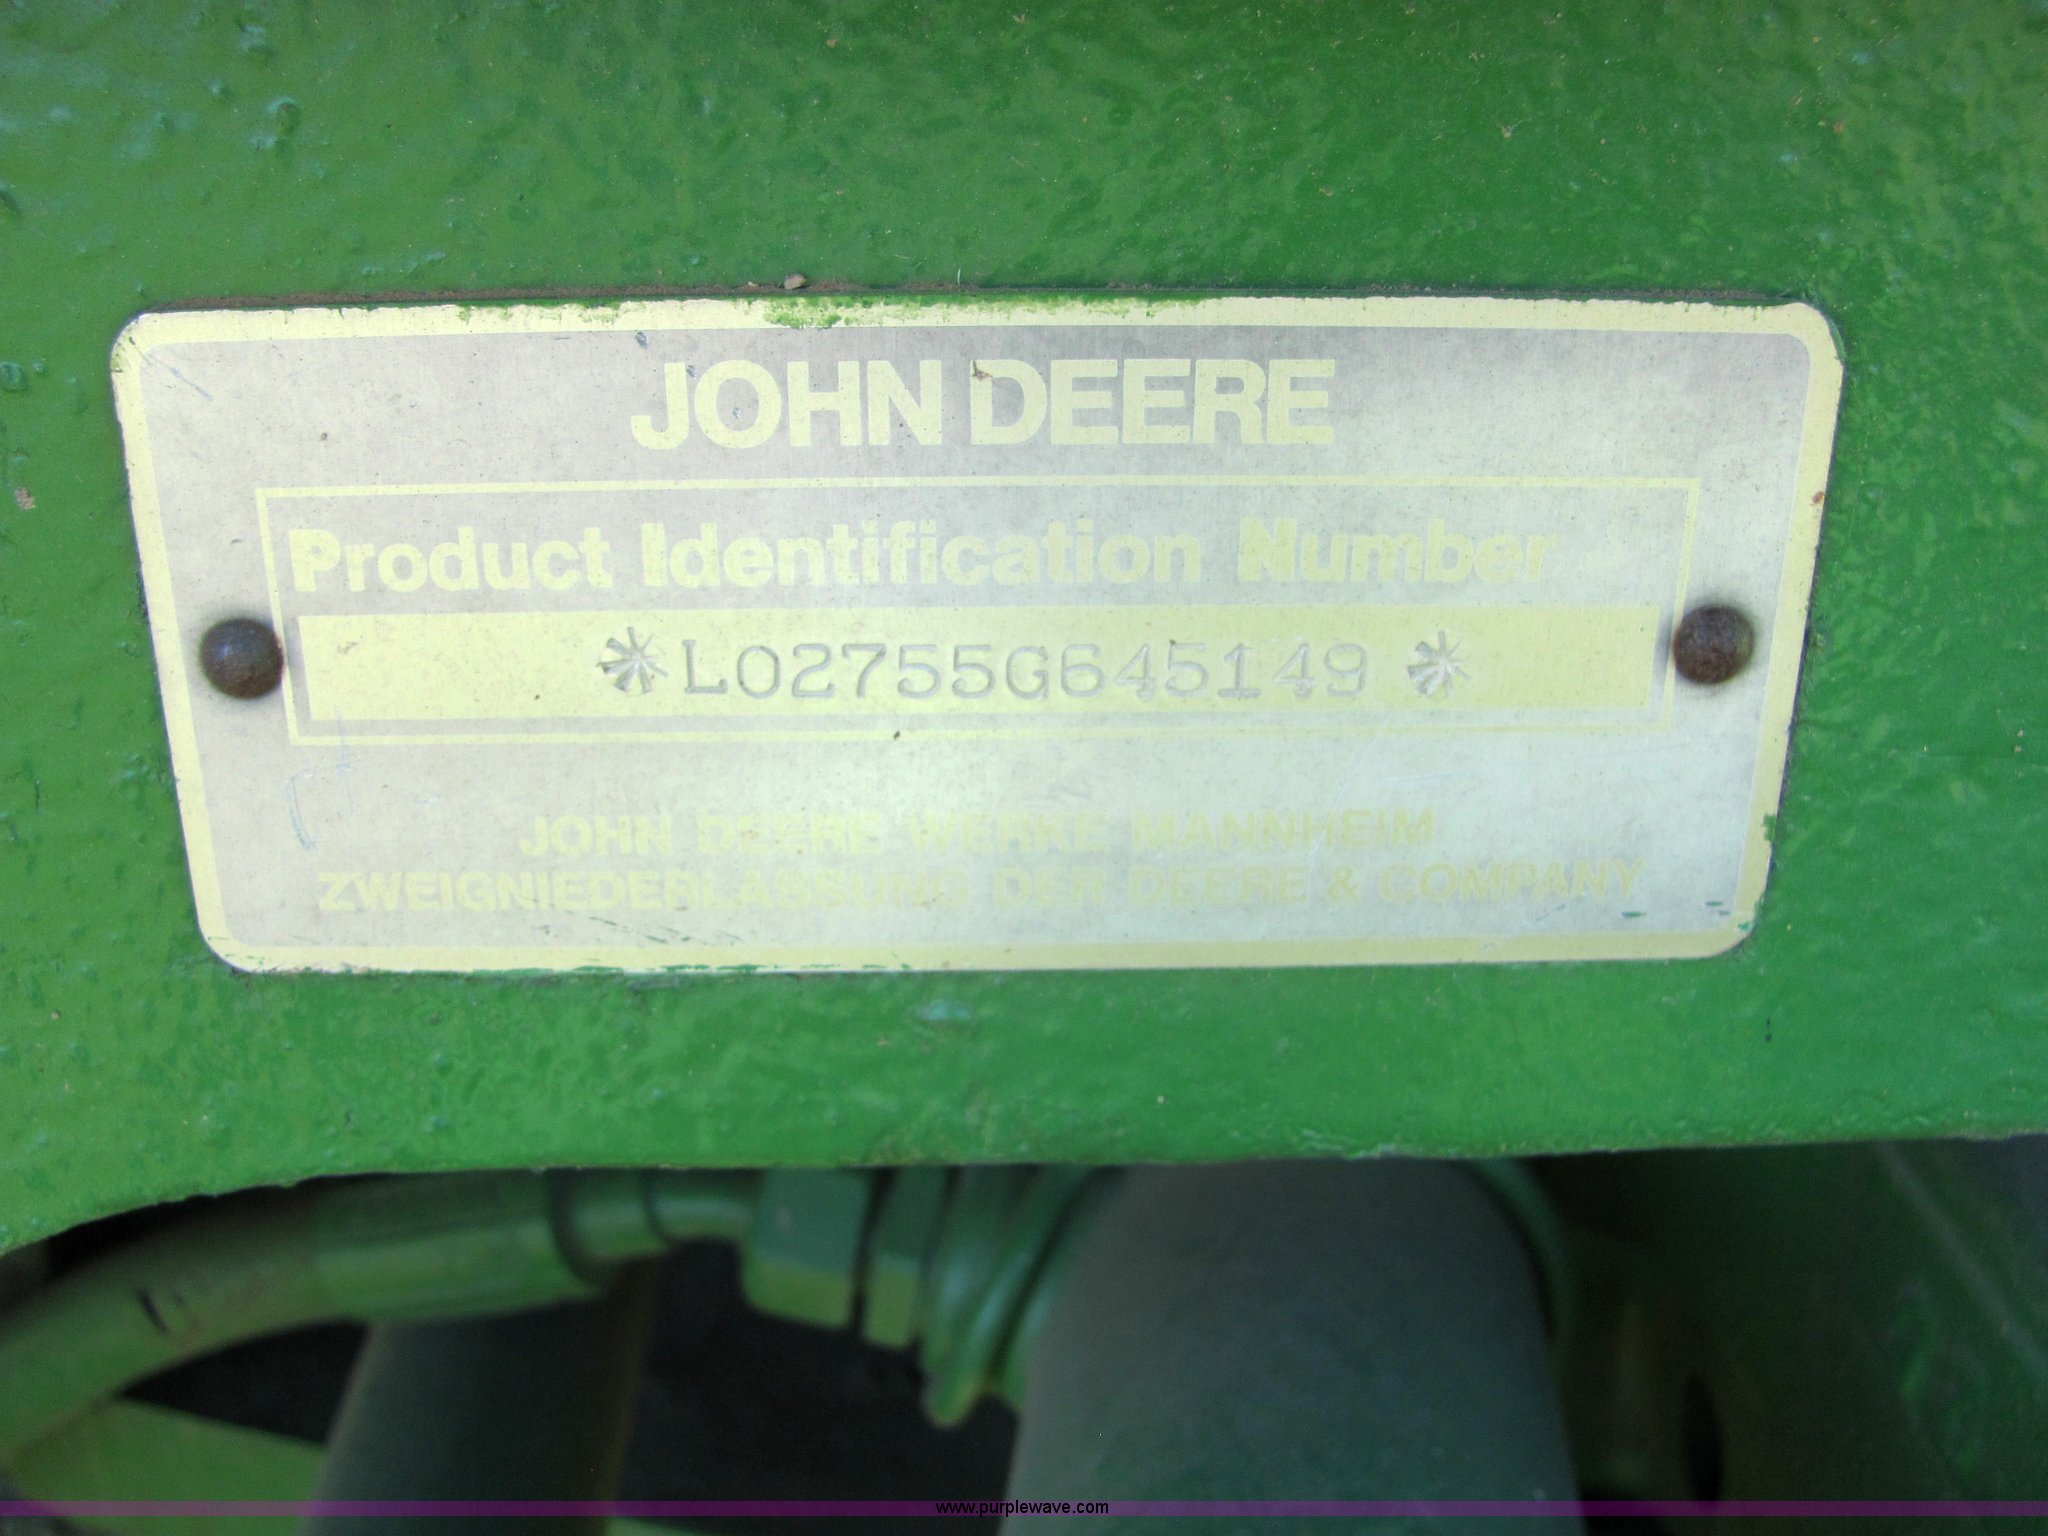 JOHN DEERE
Product Identification Number
*L02755G645149*
JOHN DEERE WERKE MANNHEIM
ZWEIGNIEDERLASSUNG DER DEERE & COMPANY
www.purplewave.com